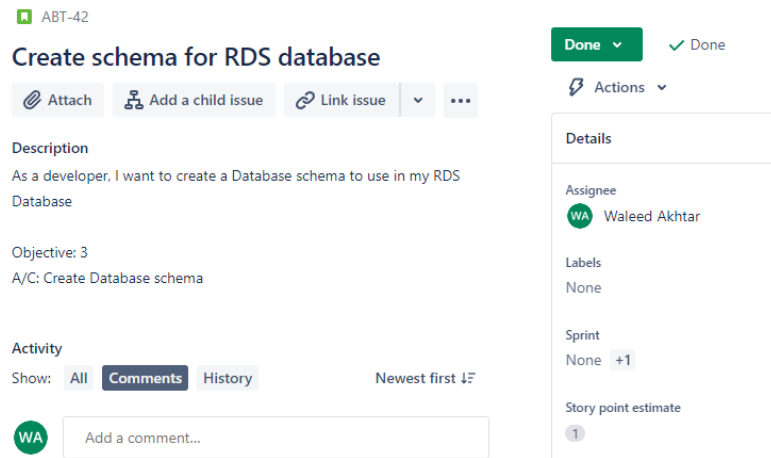 ABT-42
Create schema for RDS database
Attach
Add a child issue
Link issue
Description
As a developer, I want to create a Database schema to use in my RDS
Database
Objective: 3
A/C: Create Database schema
Activity
Show: All Comments History Newest first
WA Add a comment...
Done Done
Actions
Details
Assignee
WA Waleed Akhtar
Labels
None
Sprint
None +1
Story point estimate
1